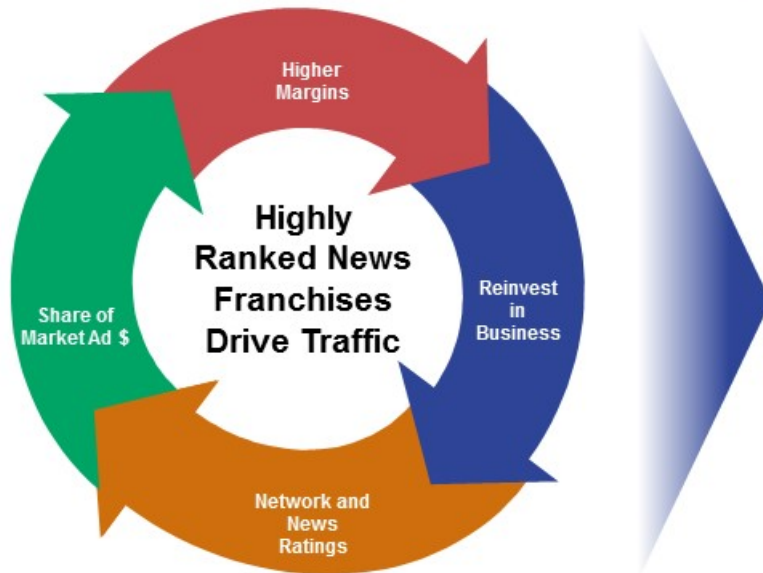 Higher
Margins
Highly
Ranked News
Franchises
Drive Traffic
Reinvest
in
Business
Share of
Market Ad $
Network and
News
Ratings